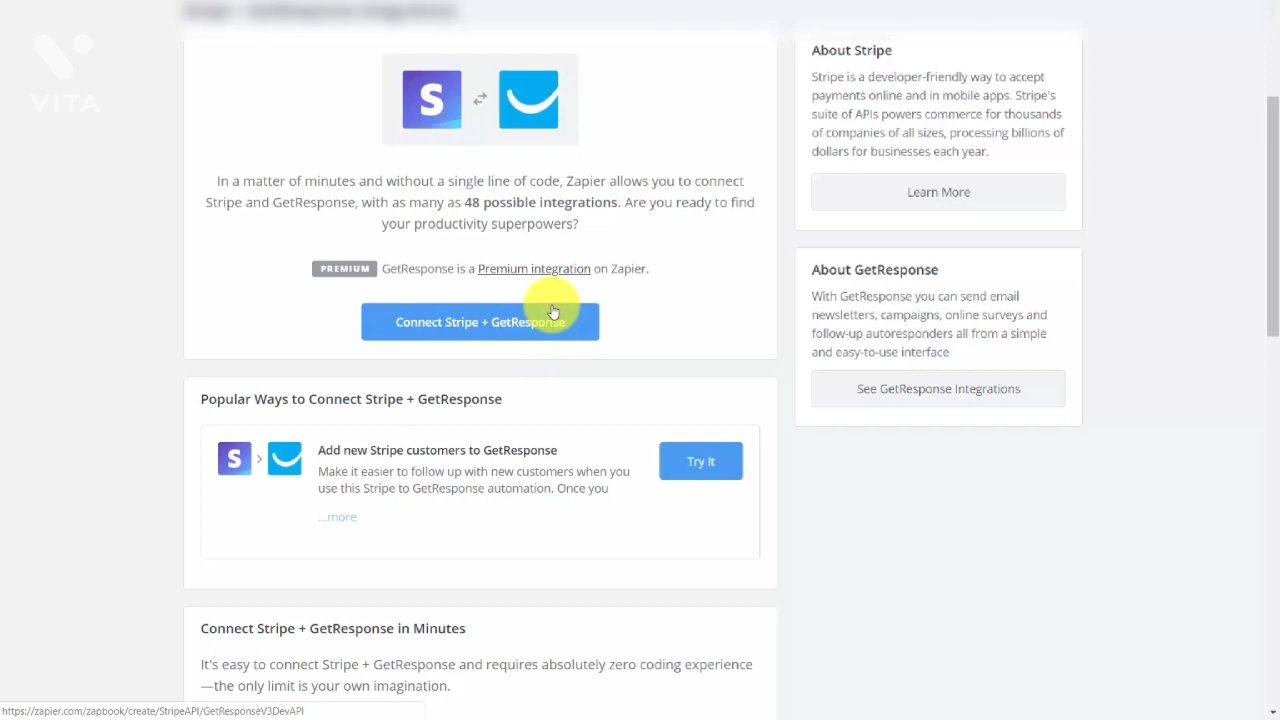 VITA
S
In a matter of minutes and without a single line of code, Zapier allows you to connect
Stripe and GetResponse, with as many as 48 possible integrations. Are you ready to find
your productivity superpowers?
PREMIUM GetResponse is a Premium integration on Zapier.
Connect Stripe + GetResponse
Popular Ways to Connect Stripe + GetResponse
S
Add new Stripe customers to GetResponse
Make it easier to follow up with new customers when you
use this Stripe to GetResponse automation. Once you
...more
Try It
Connect Stripe + GetResponse in Minutes
It's easy to connect Stripe + GetResponse and requires absolutely zero coding experience
—the only limit is your own imagination.
About Stripe
Stripe is a developer-friendly way to accept
payments online and in mobile apps. Stripe's
suite of APIs powers commerce for thousands
of companies of all sizes, processing billions of
dollars for businesses each year.
Learn More
About GetResponse
With GetResponse you can send email
newsletters, campaigns, online surveys and
follow-up autoresponders all from a simple
and easy-to-use interface
See GetResponse Integrations
https://zapier.com/zapbook/create/StripeAPI/GetResponseV3DevAPI